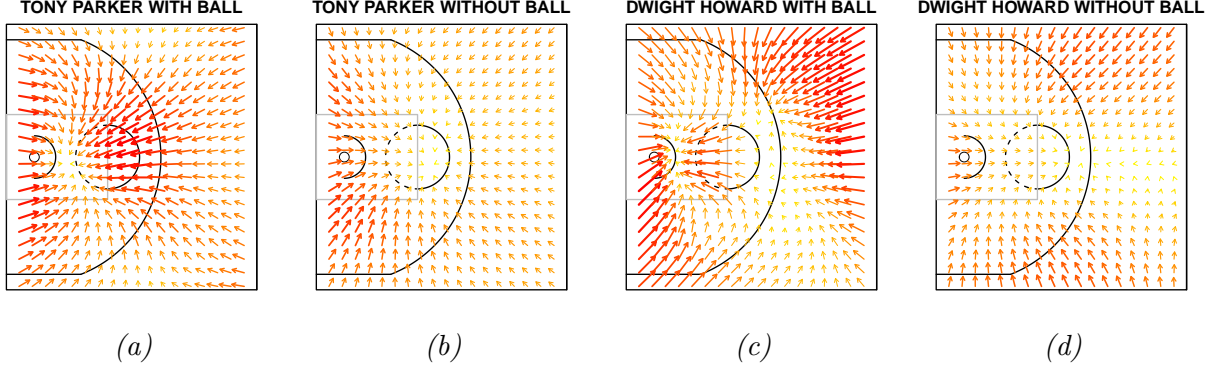 TONY PARKER WITH BALL
TONY PARKER WITHOUT BALL
DWIGHT HOWARD WITH BALL
DWIGHT HOWARD WITHOUT BALL
(a)
(b)
(c)
(d)